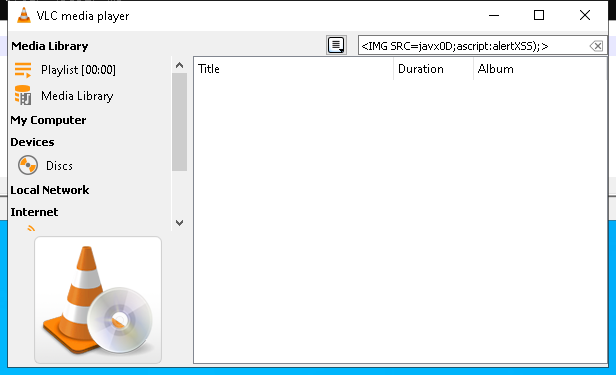 VLC media player
Media Library
<IMG SRC=javx0D;ascript:alertXSS);>
Playlist [00:00]
Media Library
My Computer
Devices
Discs
Local Network
Internet
Title Duration Album